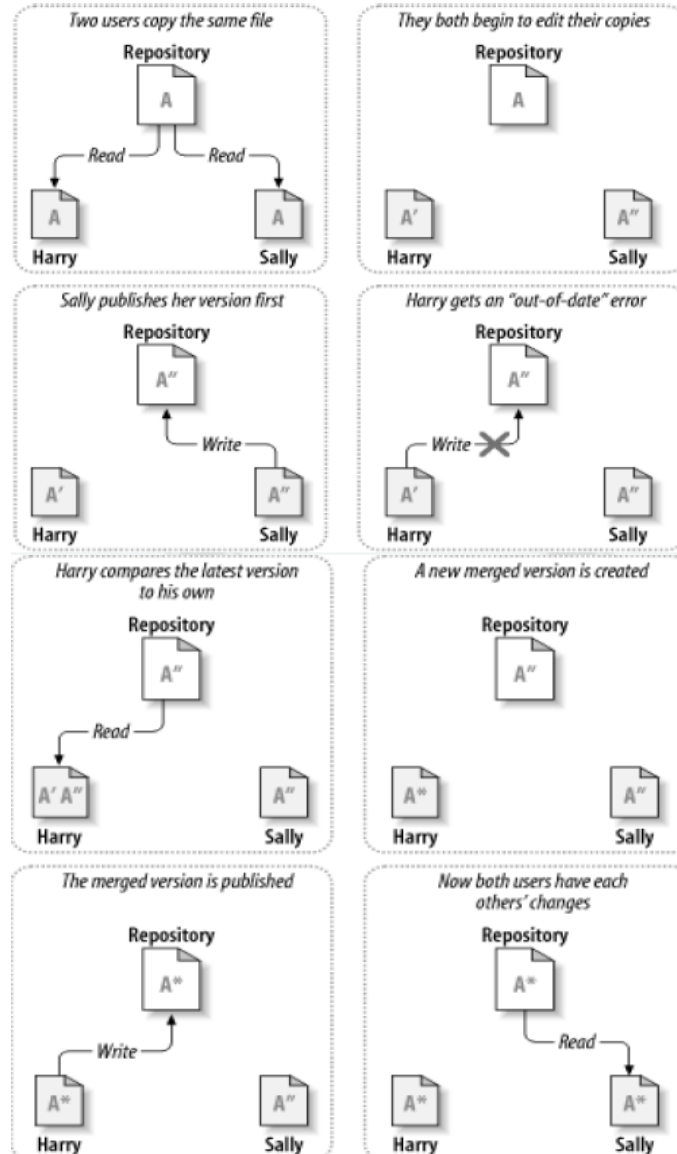 Two users copy the same file
Repository
A
Read
Read
A
A
Harry
Sally
They both begin to edit their copies
Repository
A
A′
A″
Harry
Sally
Sally publishes her version first
Repository
A″
Write
A′
A″
Harry
Sally
Harry gets an “out-of-date” error
Repository
A″
Write
A′
A″
Harry
Sally
Harry compares the latest version
to his own
Repository
A″
Read
A′ A″
A″
Harry
Sally
A new merged version is created
Repository
A″
A*
A″
Harry
Sally
The merged version is published
Repository
A*
Write
A*
A″
Harry
Sally
Now both users have each
others’ changes
Repository
A*
Read
A*
A*
Harry
Sally